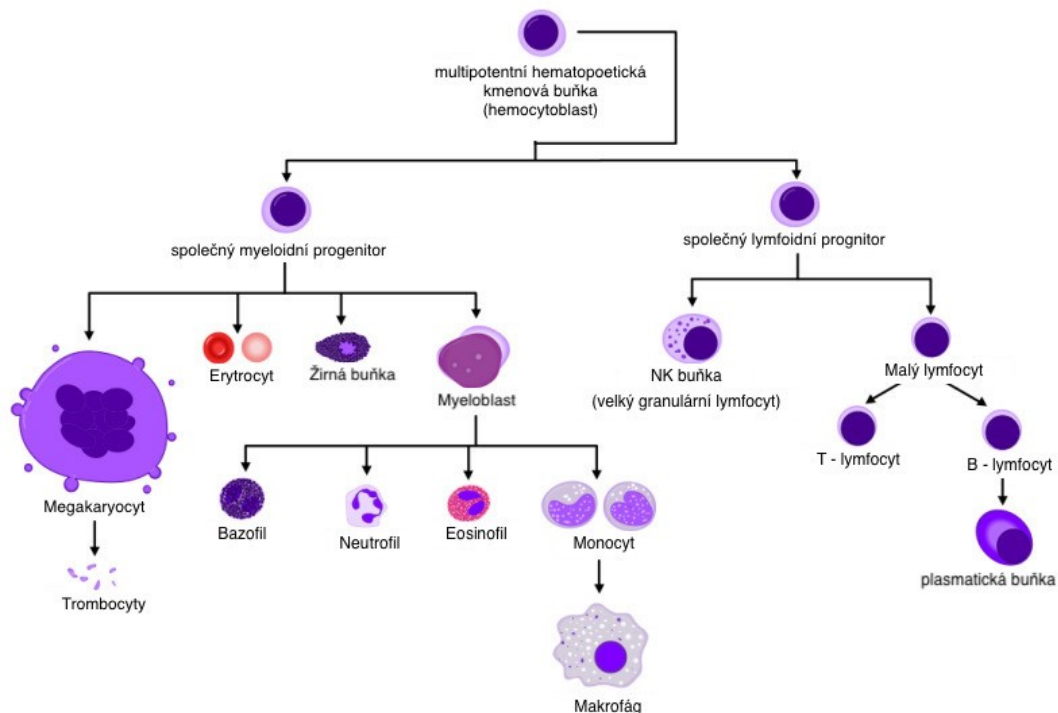 multipotentní hematopoetická
kmenová buňka
(hemocytoblast)
společný myeloidní progenitor
společný lymfoidní prognitor
Erytrocyt
Žirná buňka
Myeloblast
NK buňka
(velký granulární lymfocyt)
Malý lymfocyt
T - lymfocyt
B - lymfocyt
Megakaryocyt
Bazofil
Neutrofil
Eosinofil
Monocyt
plasmatická buňka
Trombocyty
Makrofág